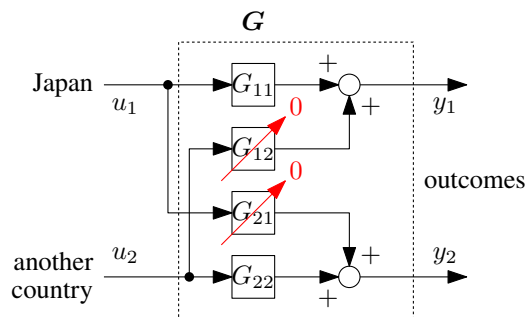 G
Japan
u1
G11
+
+
y1
0
G12
0
G21
outcomes
another
country
u2
G22
+
+
y2